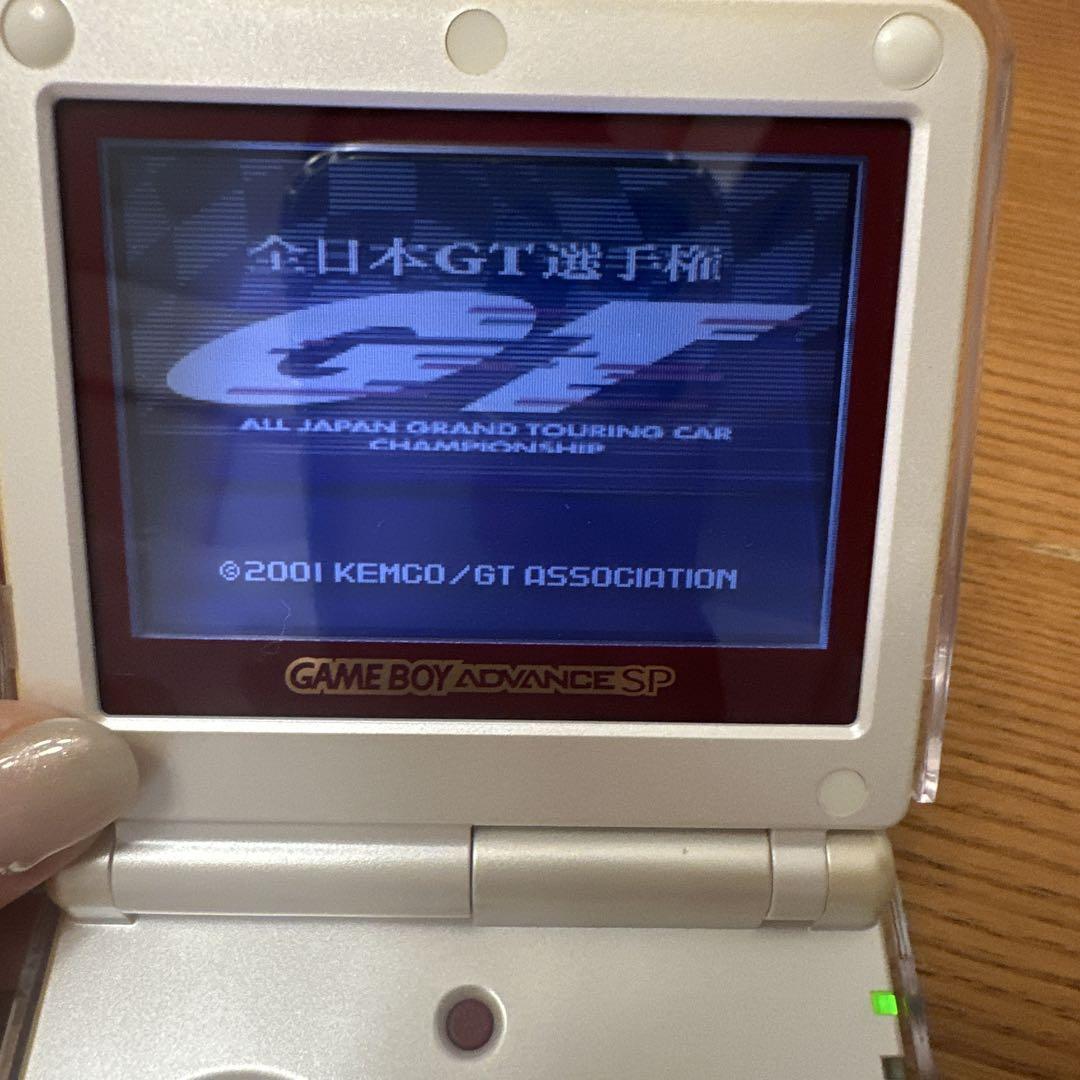 全日本GT選手権
GT
ALL JAPAN GRAND TOURING CAR
CHAMPIONSHIP
©2001 KEMCO/GT ASSOCIATION
GAME BOY ADVANCE SP